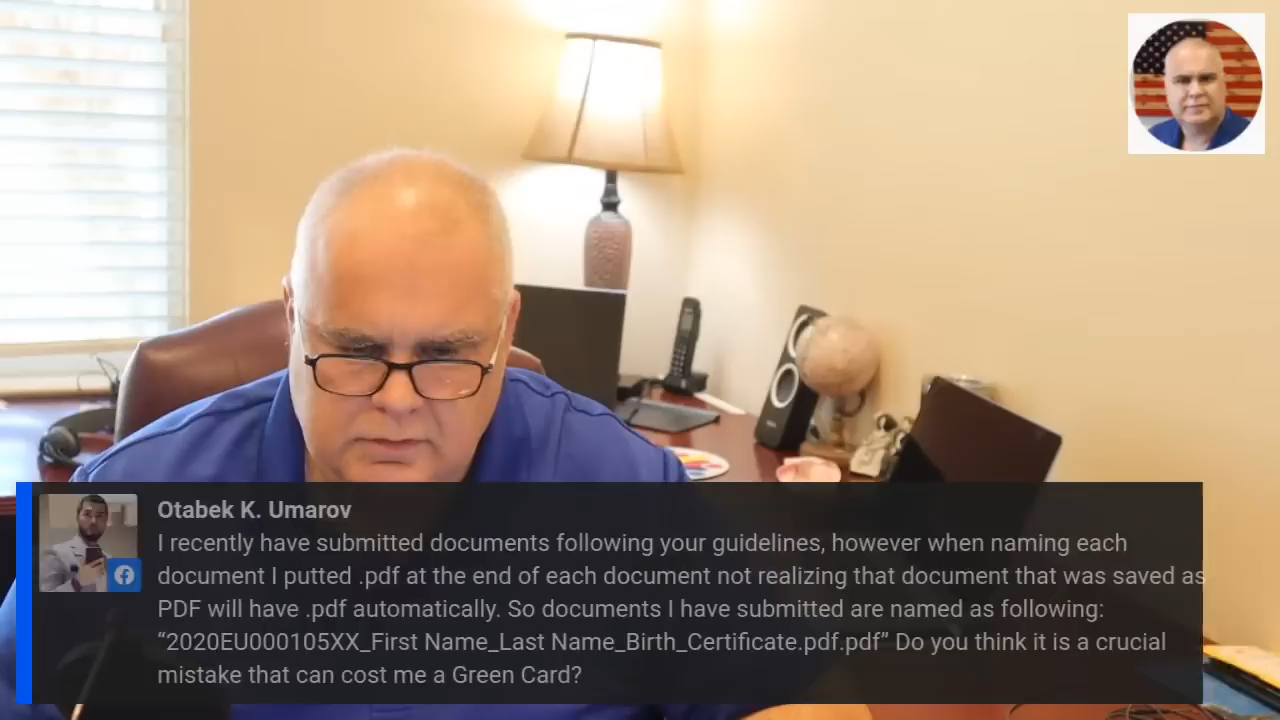 Otabek K. Umarov
I recently have submitted documents following your guidelines, however when naming each
document I putted .pdf at the end of each document not realizing that document that was saved as
PDF will have .pdf automatically. So documents I have submitted are named as following:
“2020EU000105XX_First Name_Last Name_Birth_Certificate.pdf.pdf” Do you think it is a crucial
mistake that can cost me a Green Card?